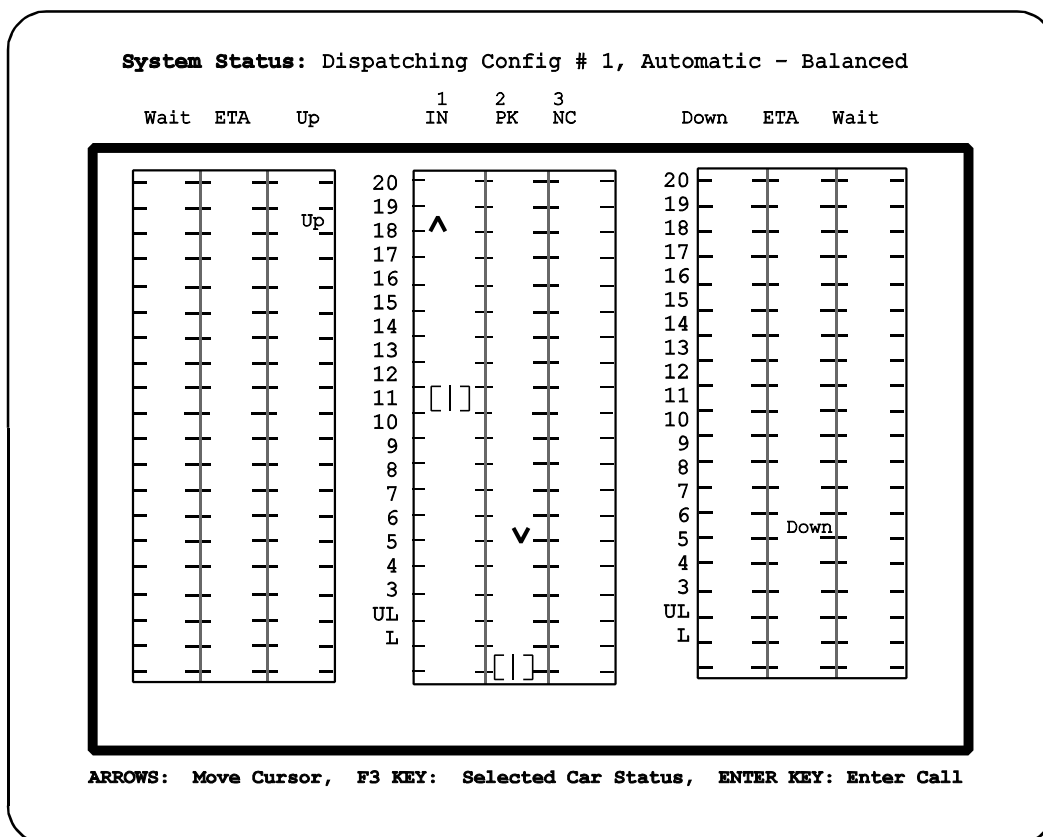 System Status: Dispatching Config # 1, Automatic – Balanced
1 2 3
Wait ETA Up IN PK NC Down ETA Wait
20 20
19 19
Up
18 ^ 18
17 17
16 16
15 15
14 14
13 13
12 12
11 [|] 11
10 10
9 9
8 8
7 7
6 6
Down
5 v 5
4 4
3 3
UL UL
L L
[|]
ARROWS: Move Cursor, F3 KEY: Selected Car Status, ENTER KEY: Enter Call